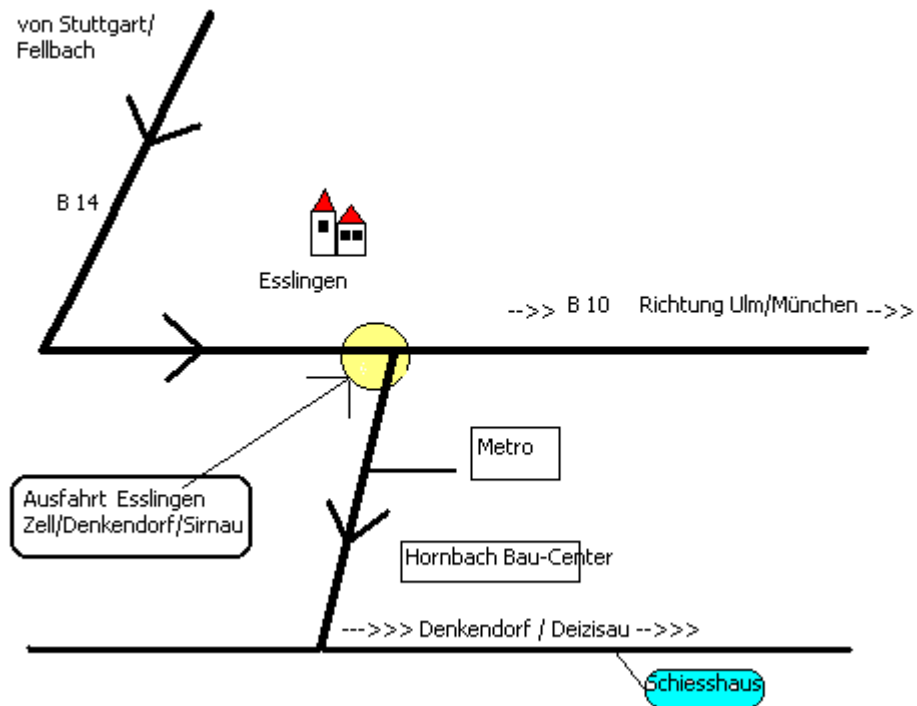 von Stuttgart/
Fellbach
B 14
Esslingen
-->> B 10 Richtung Ulm/München -->>
Metro
Ausfahrt Esslingen
Zell/Denkendorf/Sirnau
Hornbach Bau-Center
--->>> Denkendorf / Deizisau -->>>
Schiesshaus